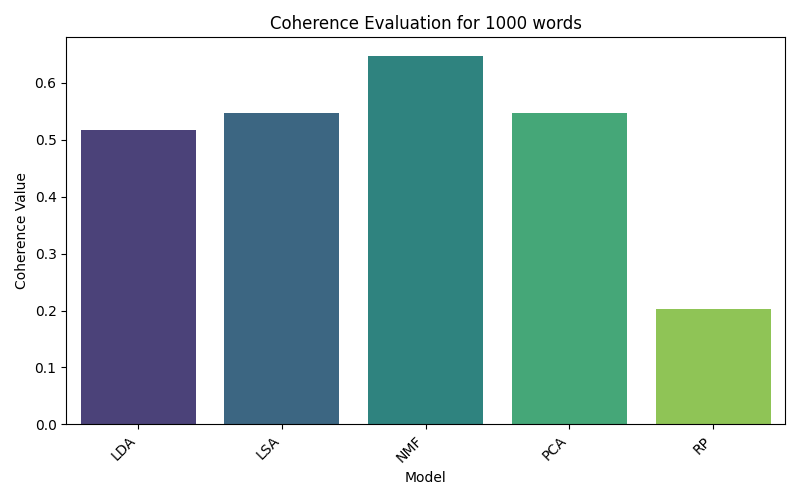 Coherence Evaluation for 1000 words
Coherence Value
0.6
0.5
0.4
0.3
0.2
0.1
0.0
LDA
LSA
NMF
PCA
RP
Model